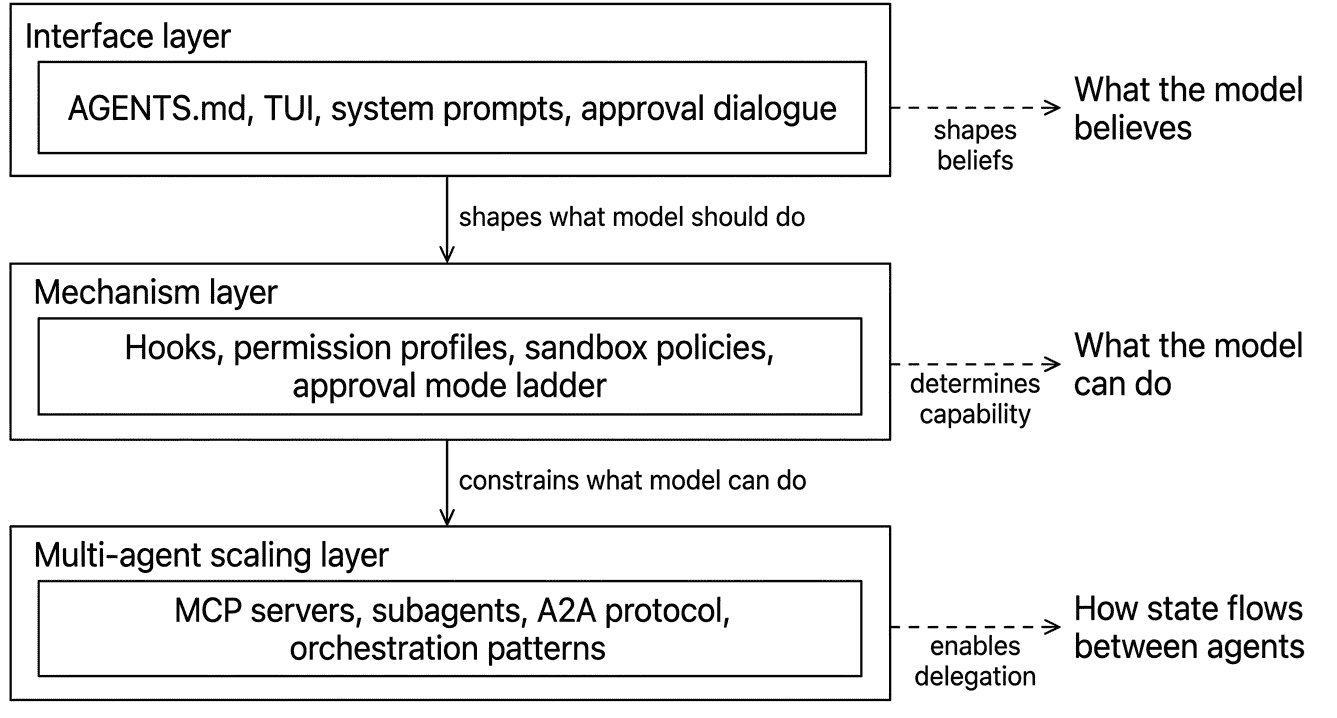 Interface layer
AGENTS.md, TUI, system prompts, approval dialogue
shapes
beliefs
What the model
believes
shapes what model should do
Mechanism layer
Hooks, permission profiles, sandbox policies,
approval mode ladder
determines
capability
What the model
can do
constrains what model can do
Multi-agent scaling layer
MCP servers, subagents, A2A protocol,
orchestration patterns
enables
delegation
How state flows
between agents